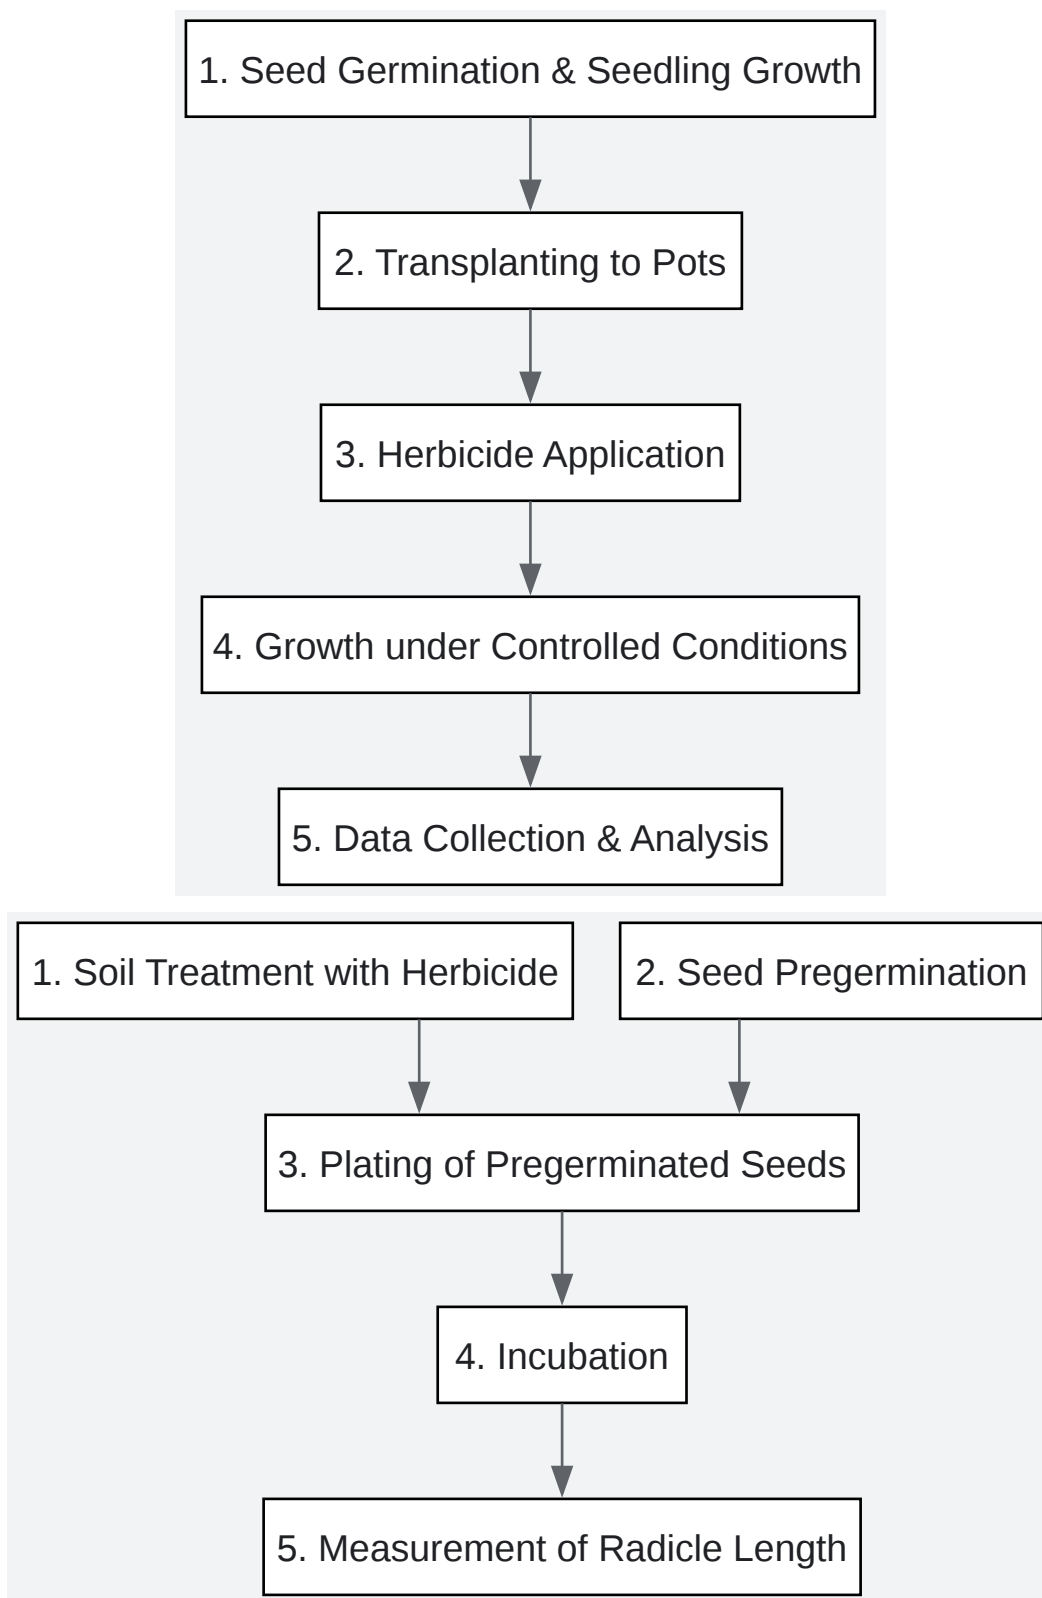 1. Seed Germination & Seedling Growth
2. Transplanting to Pots
3. Herbicide Application
4. Growth under Controlled Conditions
5. Data Collection & Analysis
1. Soil Treatment with Herbicide
2. Seed Pregermination
3. Plating of Pregerminated Seeds
4. Incubation
5. Measurement of Radicle Length